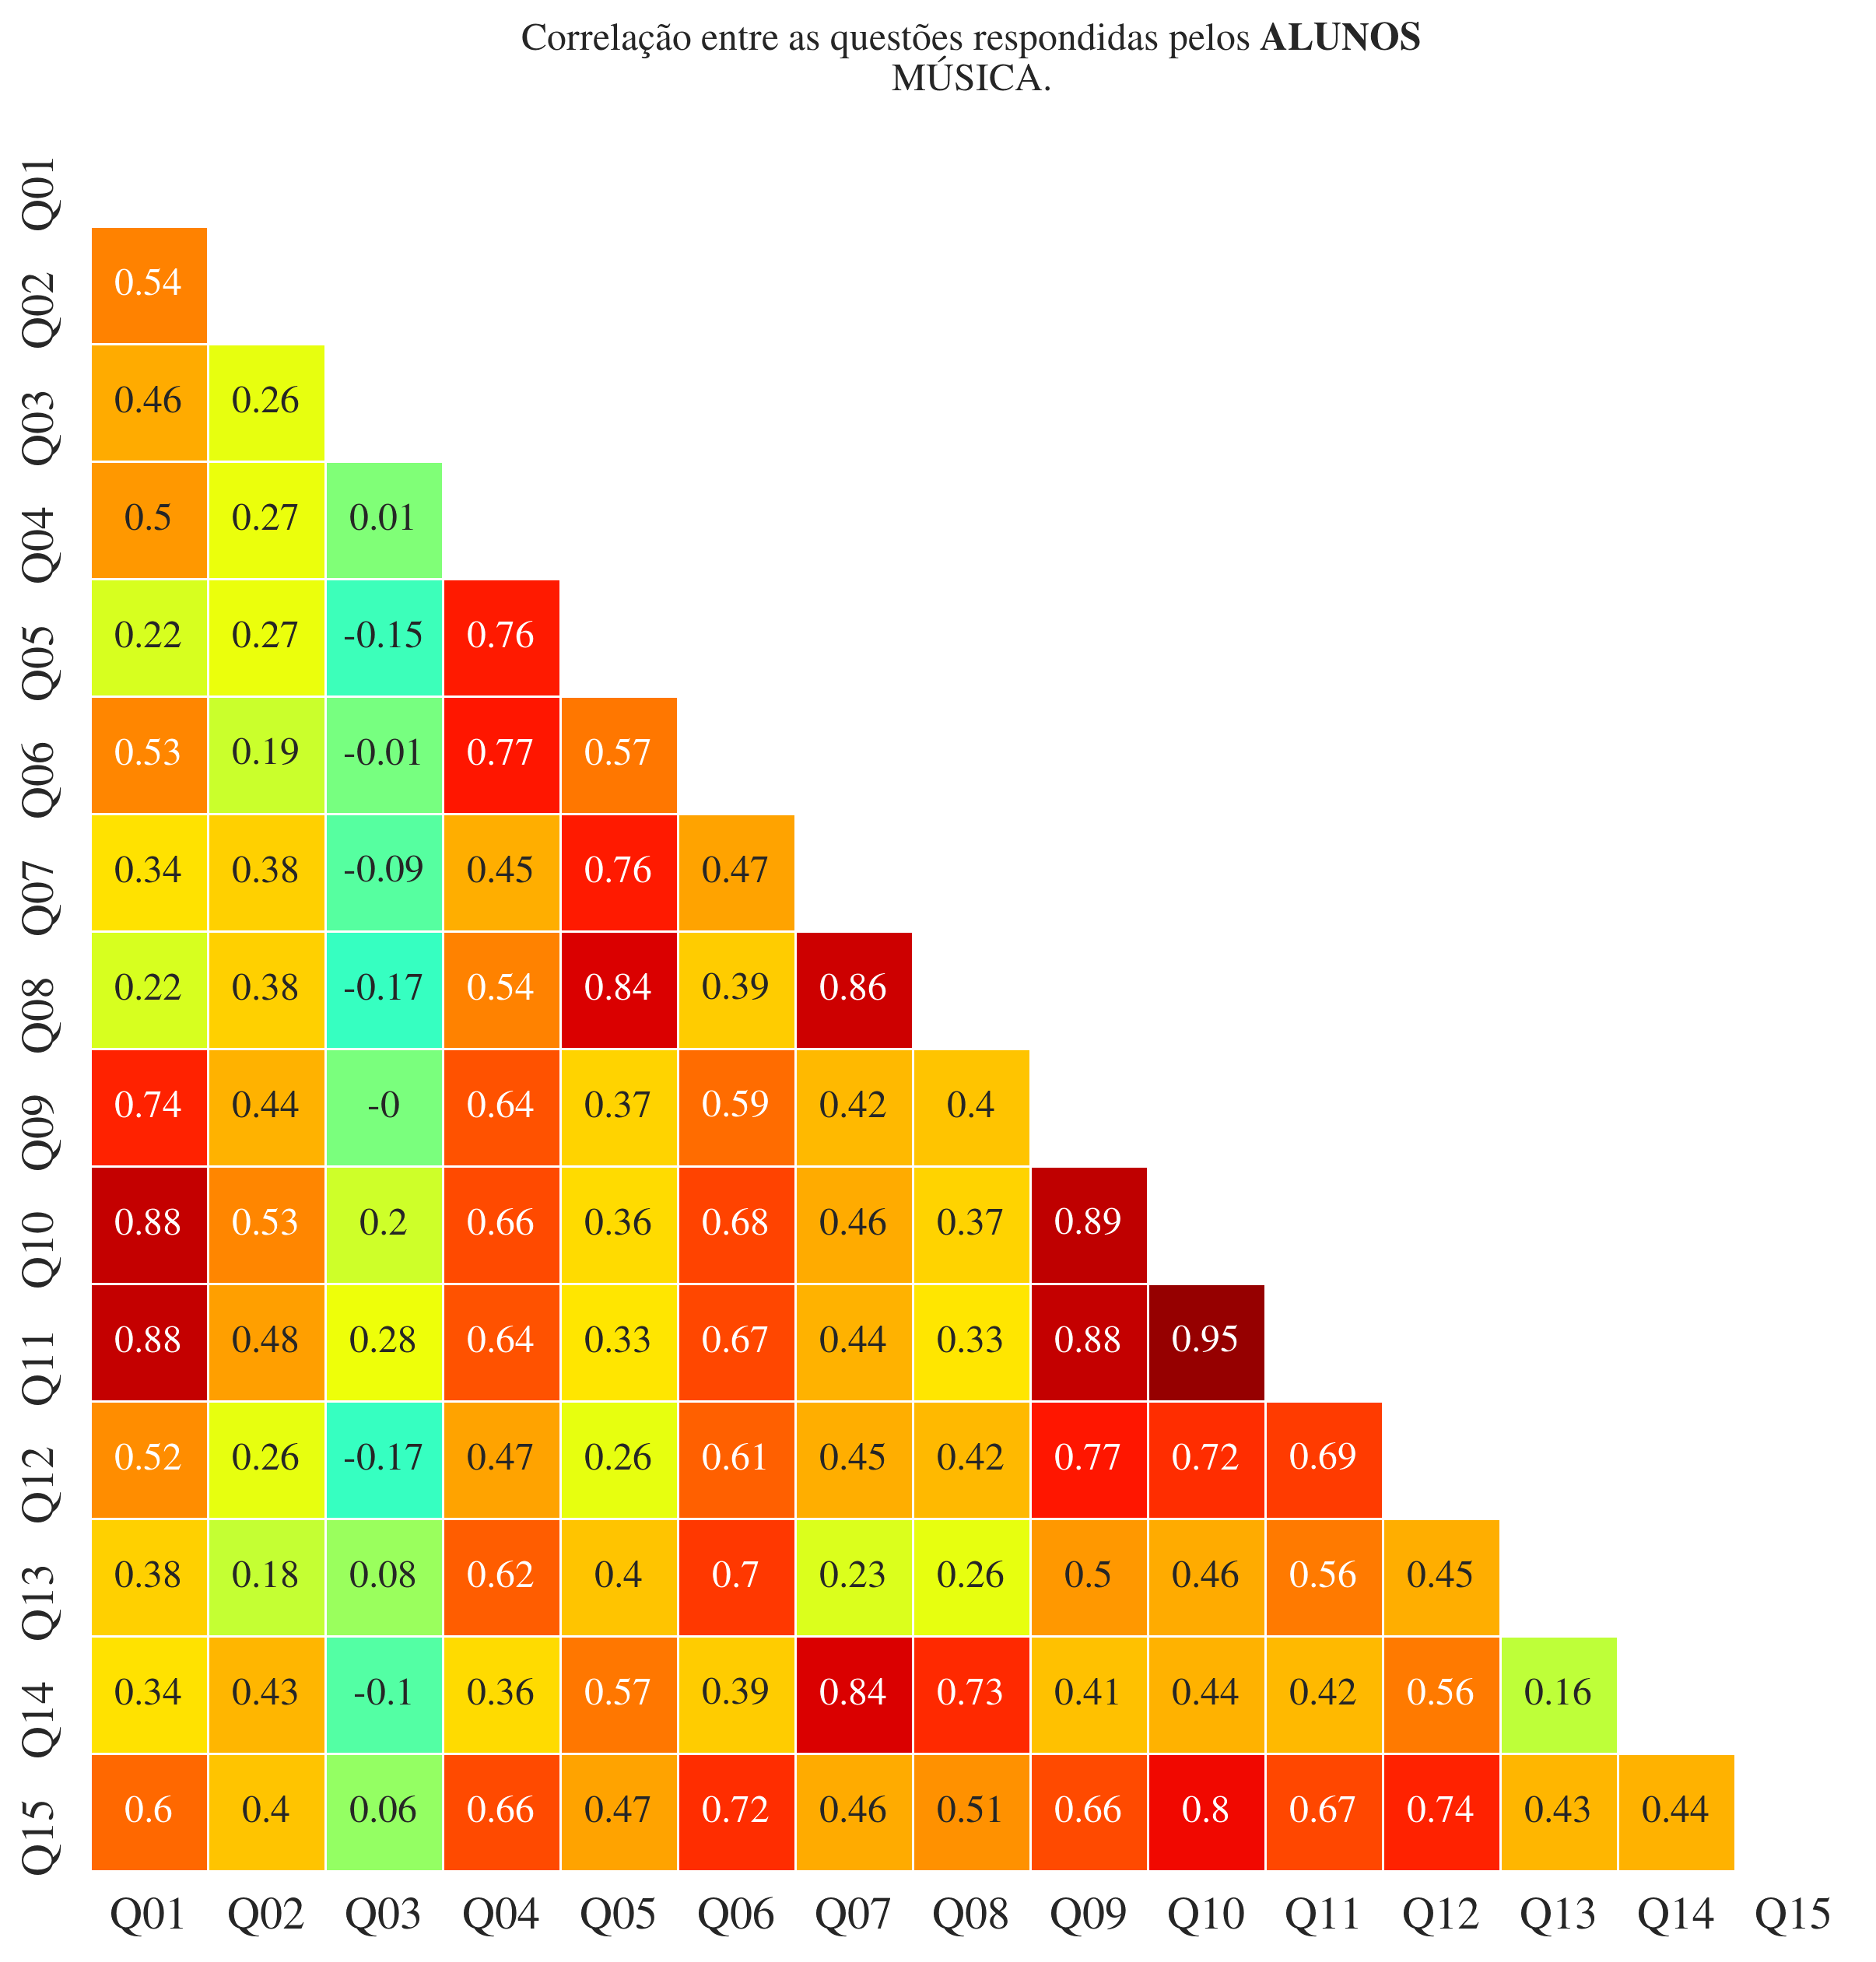 Correlação entre as questões respondidas pelos ALUNOS
MÚSICA.
Q01
Q02 0.54
Q03 0.46 0.26
Q04 0.5 0.27 0.01
Q05 0.22 0.27 -0.15 0.76
Q06 0.53 0.19 -0.01 0.77 0.57
Q07 0.34 0.38 -0.09 0.45 0.76 0.47
Q08 0.22 0.38 -0.17 0.54 0.84 0.39 0.86
Q09 0.74 0.44 -0 0.64 0.37 0.59 0.42 0.4
Q10 0.88 0.53 0.2 0.66 0.36 0.68 0.46 0.37 0.89
Q11 0.88 0.48 0.28 0.64 0.33 0.67 0.44 0.33 0.88 0.95
Q12 0.52 0.26 -0.17 0.47 0.26 0.61 0.45 0.42 0.77 0.72 0.69
Q13 0.38 0.18 0.08 0.62 0.4 0.7 0.23 0.26 0.5 0.46 0.56 0.45
Q14 0.34 0.43 -0.1 0.36 0.57 0.39 0.84 0.73 0.41 0.44 0.42 0.56 0.16
Q15 0.6 0.4 0.06 0.66 0.47 0.72 0.46 0.51 0.66 0.8 0.67 0.74 0.43 0.44
Q01 Q02 Q03 Q04 Q05 Q06 Q07 Q08 Q09 Q10 Q11 Q12 Q13 Q14 Q15